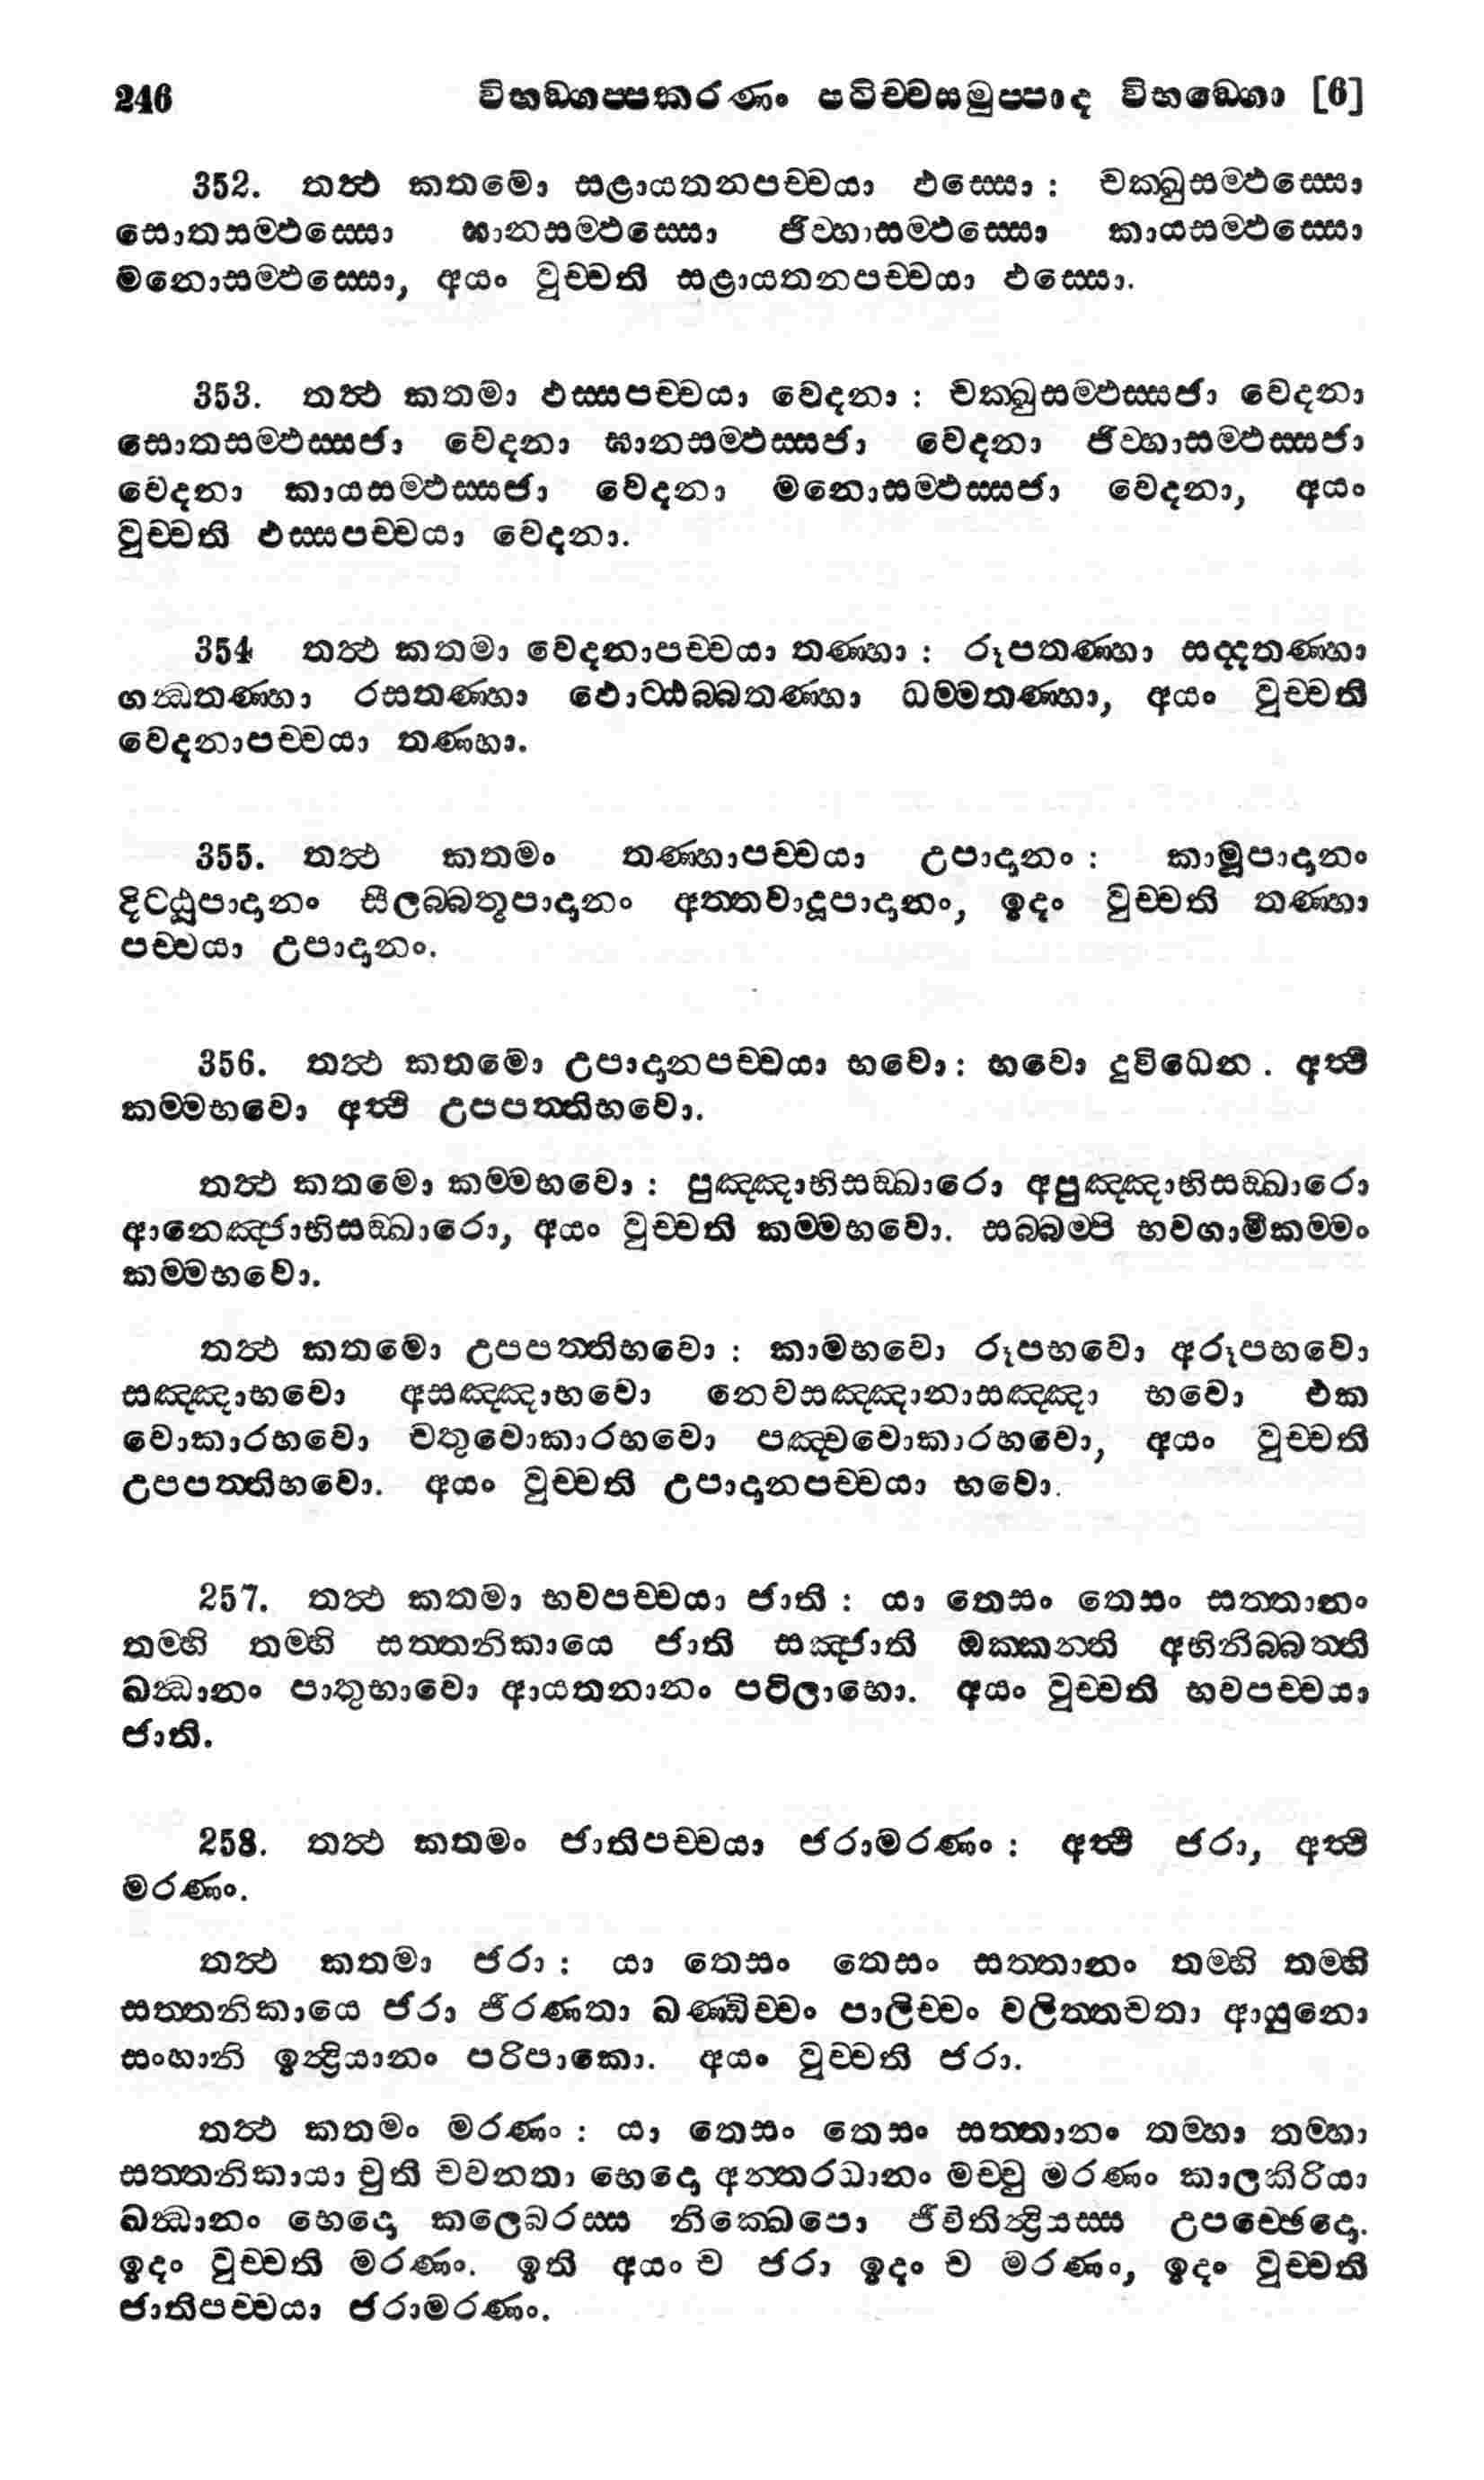 246 විභඞ්ගප්පකරණං පටිච්චසමුප්පාද විභඞ්ගො [6]
352. තත්ථ කතමො සළායතනපච්චයා ඵස්සො : චක්ඛුසම්ඵස්සො
සොතසම්ඵස්සො ඝානසම්ඵස්සො ජිව්හාසම්ඵස්සො කායසම්ඵස්සො
මනොසම්ඵස්සො, අයං වුච්චති සළායතනපච්චයා ඵස්සො.
353. තත්ථ කතමා ඵස්සපච්චයා වේදනා : චක්ඛුසම්ඵස්සජා වෙදනා
සොතසම්ඵස්සජා වෙදනා ඝානසම්ඵස්සජා වෙදනා ජිව්හාසම්ඵස්සජා
වෙදනා කායසම්ඵස්සජා වෙදනා මනොසම්ඵස්සජා වෙදනා, අයං
වුච්චති ඵස්සපච්චයා වෙදනා.
354 තත්ථ කතමා වෙදනාපච්චයා තණ්හා : රූපතණ්හා සද්දතණ්හා
ගන්ධතණ්හා රසතණ්හා ඵොට්ඨබ්බතණ්හා ධම්මතණ්හා, අයං වුච්චති
වෙදනාපච්චයා තණ්හා.
355. තත්ථ කතමං තණ්හාපච්චයා උපාදානං : කාමූපාදානං
දිට්ඨූපාදානං සීලබ්බතූපාදානං අත්තවාදූපාදානං, ඉදං වුච්චති තණ්හා
පච්චයා උපාදානං.
356. තත්ථ කතමො උපාදානපච්චයා භවො : භවො දුවිධෙන . අත්ථි
කම්මභවො අත්ථි උපපත්තිභවො.
තත්ථ කතමො කම්මභවො : පුඤ්ඤාභිසඞ්ඛාරො අපුඤ්ඤාභිසඞ්ඛාරො
ආනෙඤ්ජාභිසඞ්ඛාරො, අයං වුච්චති කම්මභවො. සබ්බම්පි භවගාමිකම්මං
කම්මභවො.
තත්ථ කතමො උපපත්තිභවො : කාමභවො රූපභවො අරූපභවො
සඤ්ඤාභවො අසඤ්ඤාභවො නෙවසඤ්ඤානාසඤ්ඤා භවො එක
වොකාරභවො චතුවොකාරභවො පඤ්චවොකාරභවො, අයං වුච්චති
උපපත්තිභවො. අයං වුච්චති උපාදානපච්චයා භවො.
257. තත්ථ කතමා භවපච්චයා ජාති : යා තෙසං තෙසං සත්තානං
තම්හි තම්හි සත්තනිකායෙ ජාති සඤ්ජාති ඔක්කන්ති අභිනිබ්බත්ති
ඛන්ධානං පාතුභාවො ආයතනානං පටිලාභො. අයං වුච්චති භවපච්චයා
ජාති.
258. තත්ථ කතමං ජාතිපච්චයා ජරාමරණං : අත්ථි ජරා, අත්ථි
මරණං.
තත්ථ කතමා ජරා : යා තෙසං තෙසං සත්තානං තම්හි තම්හි
සත්තනිකායෙ ජරා ජීරණතා ඛණ්ඩිච්චං පාලිච්චං වලිත්තචතා ආයුනො
සංහානි ඉන්ද්‍රියානං පරිපාකො. අයං වුච්චති ජරා.
තත්ථ කතමං මරණං : යා තෙසං තෙසං සත්තානං තම්හා තම්හා
සත්තනිකායා චුති චවනතා භෙදො අන්තරධානං මච්චු මරණං කාලකිරියා
ඛන්ධානං භෙදො කලෙබරස්ස නික්ඛෙපො ජීවිතින්ද්‍රියස්ස උපච්ඡෙදො.
ඉදං වුච්චති මරණං. ඉති අයං ච ජරා ඉදං ච මරණං, ඉදං වුච්චති
ජාතිපච්චයා ජරාමරණං.